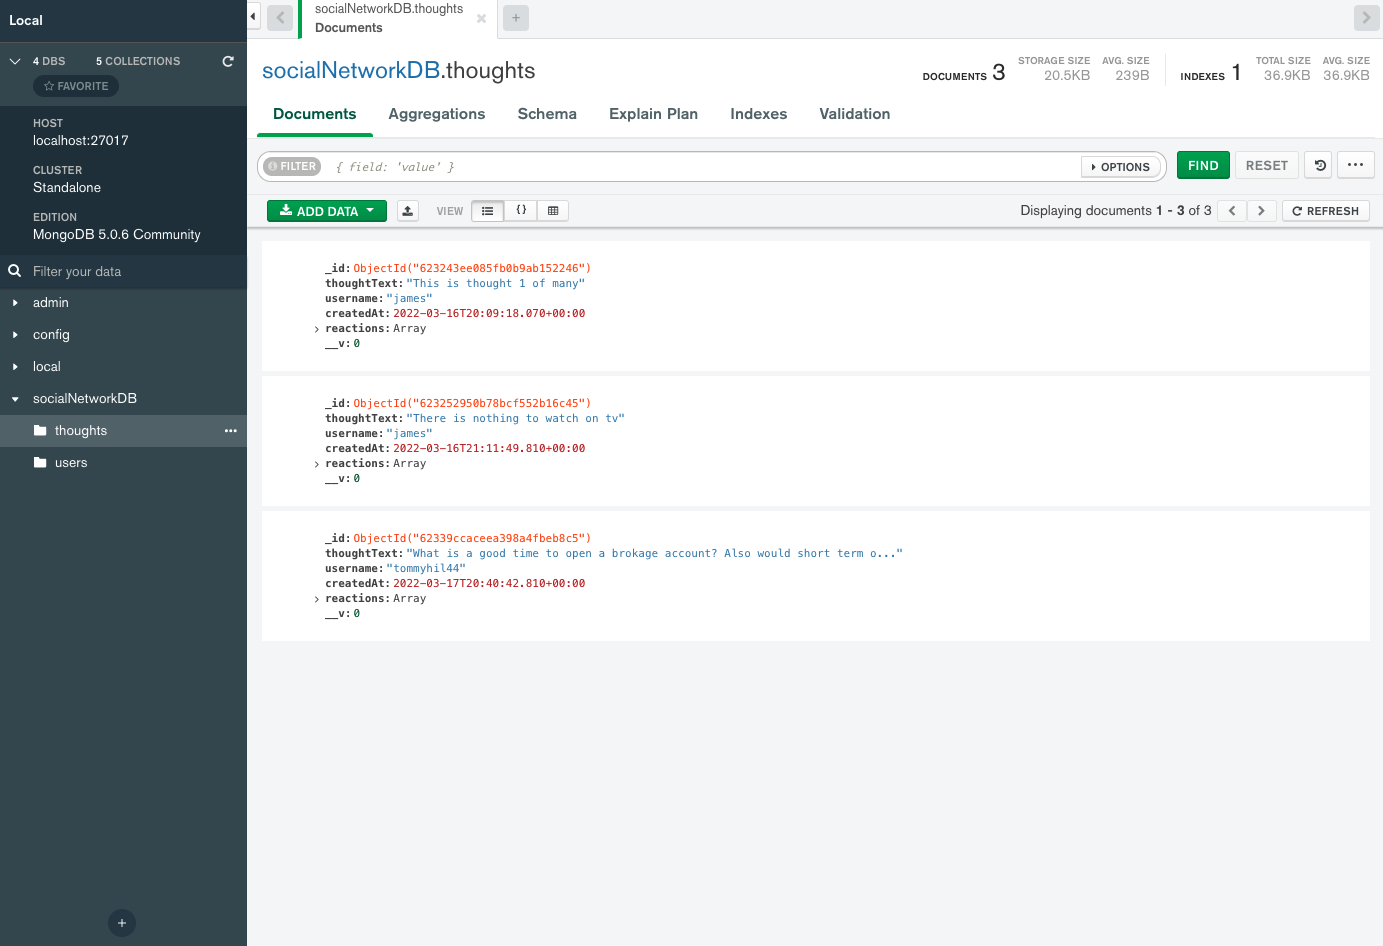 Local
4 DBS 5 COLLECTIONS
☆ FAVORITE
HOST
localhost:27017
CLUSTER
Standalone
EDITION
MongoDB 5.0.6 Community
Filter your data
admin
config
local
socialNetworkDB
thoughts
users
socialNetworkDB.thoughts
Documents
socialNetworkDB.thoughts
DOCUMENTS 3
STORAGE SIZE
20.5KB
AVG. SIZE
239B
INDEXES 1
TOTAL SIZE
36.9KB
AVG. SIZE
36.9KB
Documents Aggregations Schema Explain Plan Indexes Validation
FILTER { field: 'value' } OPTIONS FIND RESET
ADD DATA VIEW {} Displaying documents 1 - 3 of 3 REFRESH
_id: ObjectId("623243ee085fb0b9ab152246")
thoughtText: "This is thought 1 of many"
username: "james"
createdAt: 2022-03-16T20:09:18.070+00:00
reactions: Array
__v: 0
_id: ObjectId("623252950b78bcf552b16c45")
thoughtText: "There is nothing to watch on tv"
username: "james"
createdAt: 2022-03-16T21:11:49.810+00:00
reactions: Array
__v: 0
_id: ObjectId("62339ccaceea398a4fbeb8c5")
thoughtText: "What is a good time to open a brokage account? Also would short term o..."
username: "tommyhil44"
createdAt: 2022-03-17T20:40:42.810+00:00
reactions: Array
__v: 0